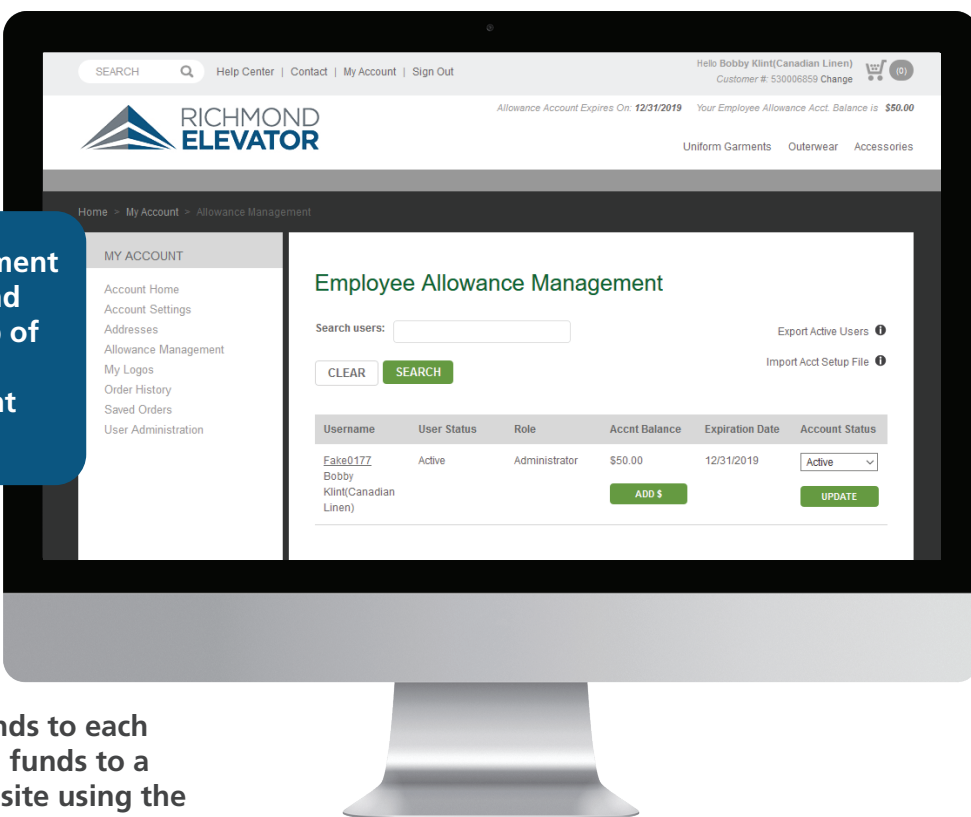 SEARCH Help Center | Contact | My Account | Sign Out
Hello Bobby Klint(Canadian Linen)
Customer #: 530006859 Change (0)
RICHMOND
ELEVATOR
Allowance Account Expires On: 12/31/2019 Your Employee Allowance Acct. Balance is $50.00
Uniform Garments Outerwear Accessories
Home > My Account > Allowance Management
of
MY ACCOUNT
Account Home
Account Settings
Addresses
Allowance Management
My Logos
Order History
Saved Orders
User Administration
Employee Allowance Management
Search users:
Export Active Users
Import Acct Setup File
CLEAR SEARCH
Username User Status Role Accnt Balance Expiration Date Account Status
Fake0177 Active Administrator $50.00 12/31/2019 Active
Bobby
Klint(Canadian
Linen)
ADD $ UPDATE
to each
funds to a
site using the